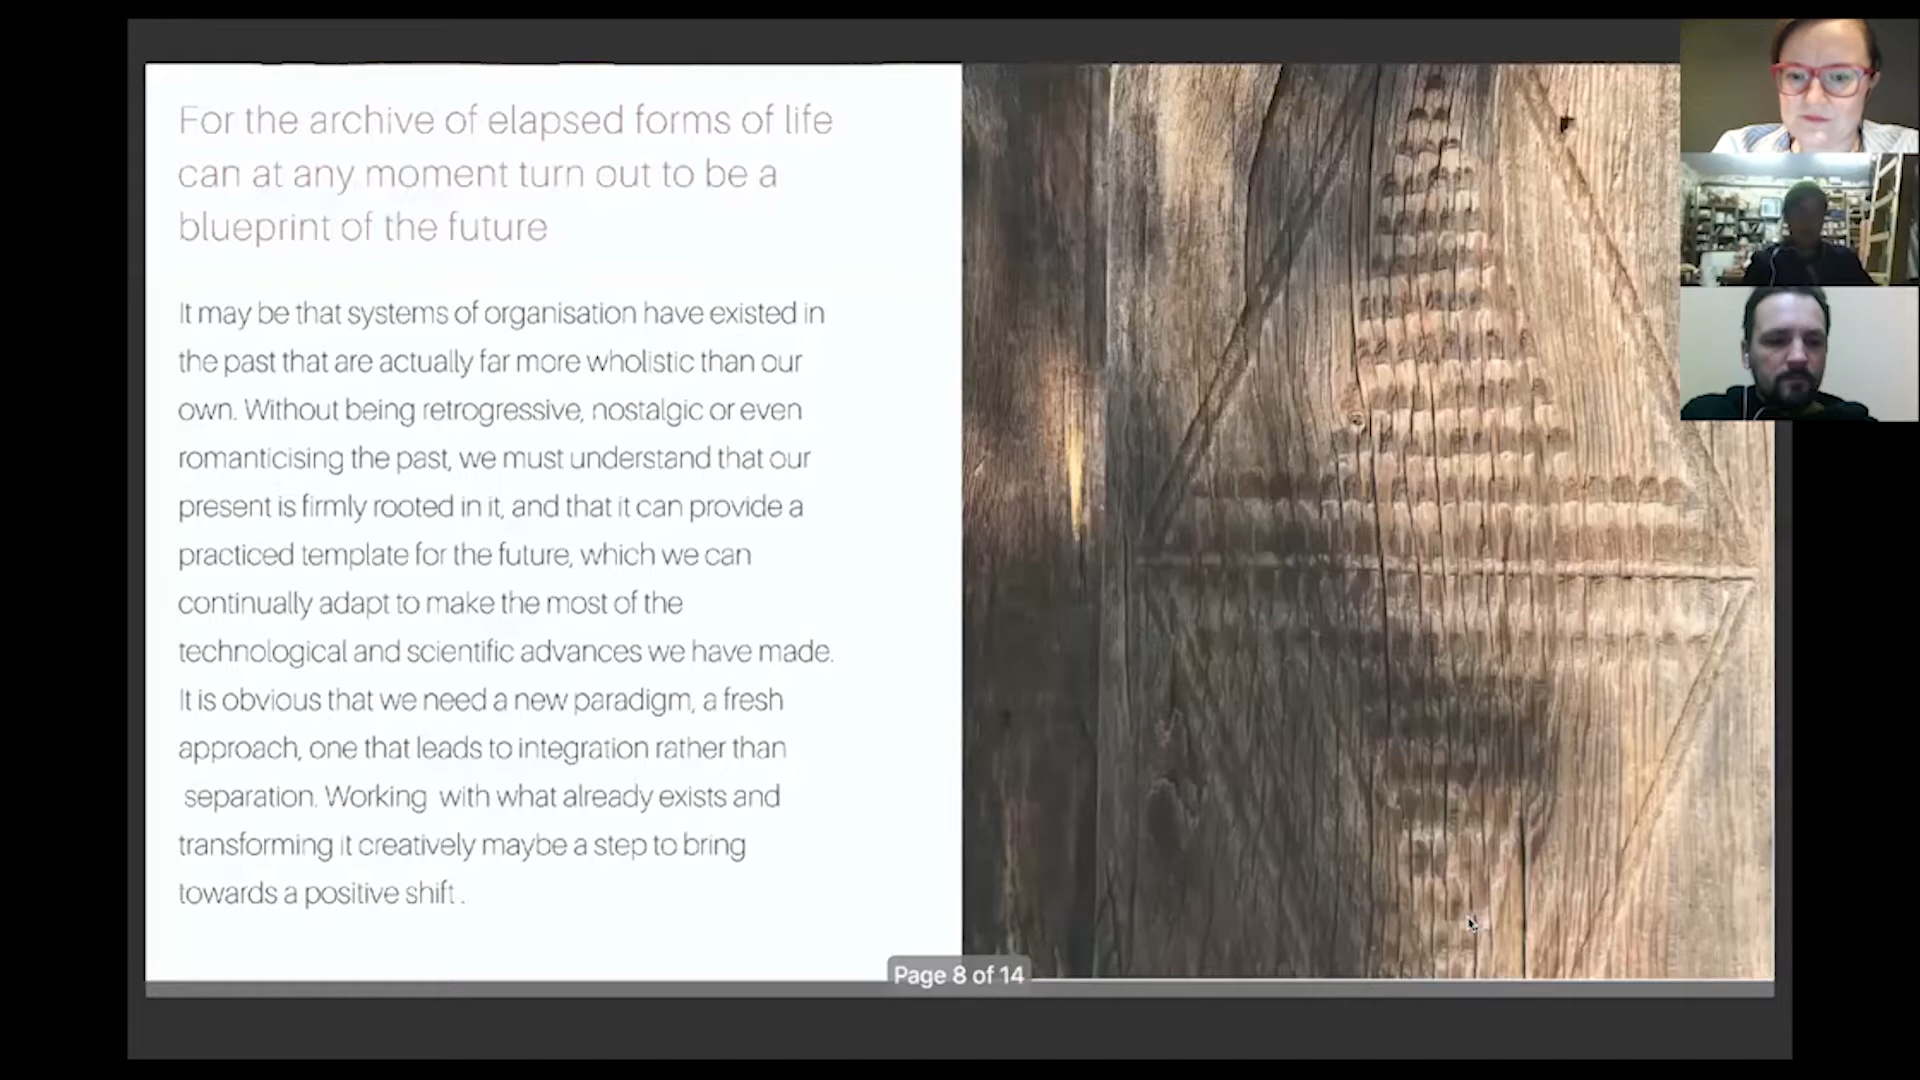 For the archive of elapsed forms of life
can at any moment turn out to be a
blueprint of the future
It may be that systems of organisation have existed in
the past that are actually far more wholistic than our
own. Without being retrogressive, nostalgic or even
romanticising the past, we must understand that our
present is firmly rooted in it, and that it can provide a
practiced template for the future, which we can
continually adapt to make the most of the
technological and scientific advances we have made.
It is obvious that we need a new paradigm, a fresh
approach, one that leads to integration rather than
separation. Working with what already exists and
transforming it creatively maybe a step to bring
towards a positive shift .
Page 8 of 14